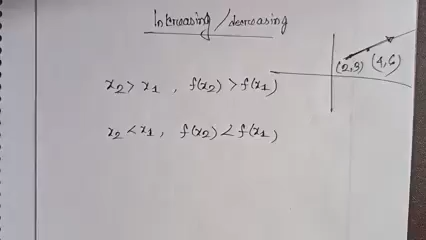 Increasing/decreasing
(2,3) (4,6)
x2 > x1 , f(x2) > f(x1)
x2 < x1, f(x2) < f(x1)